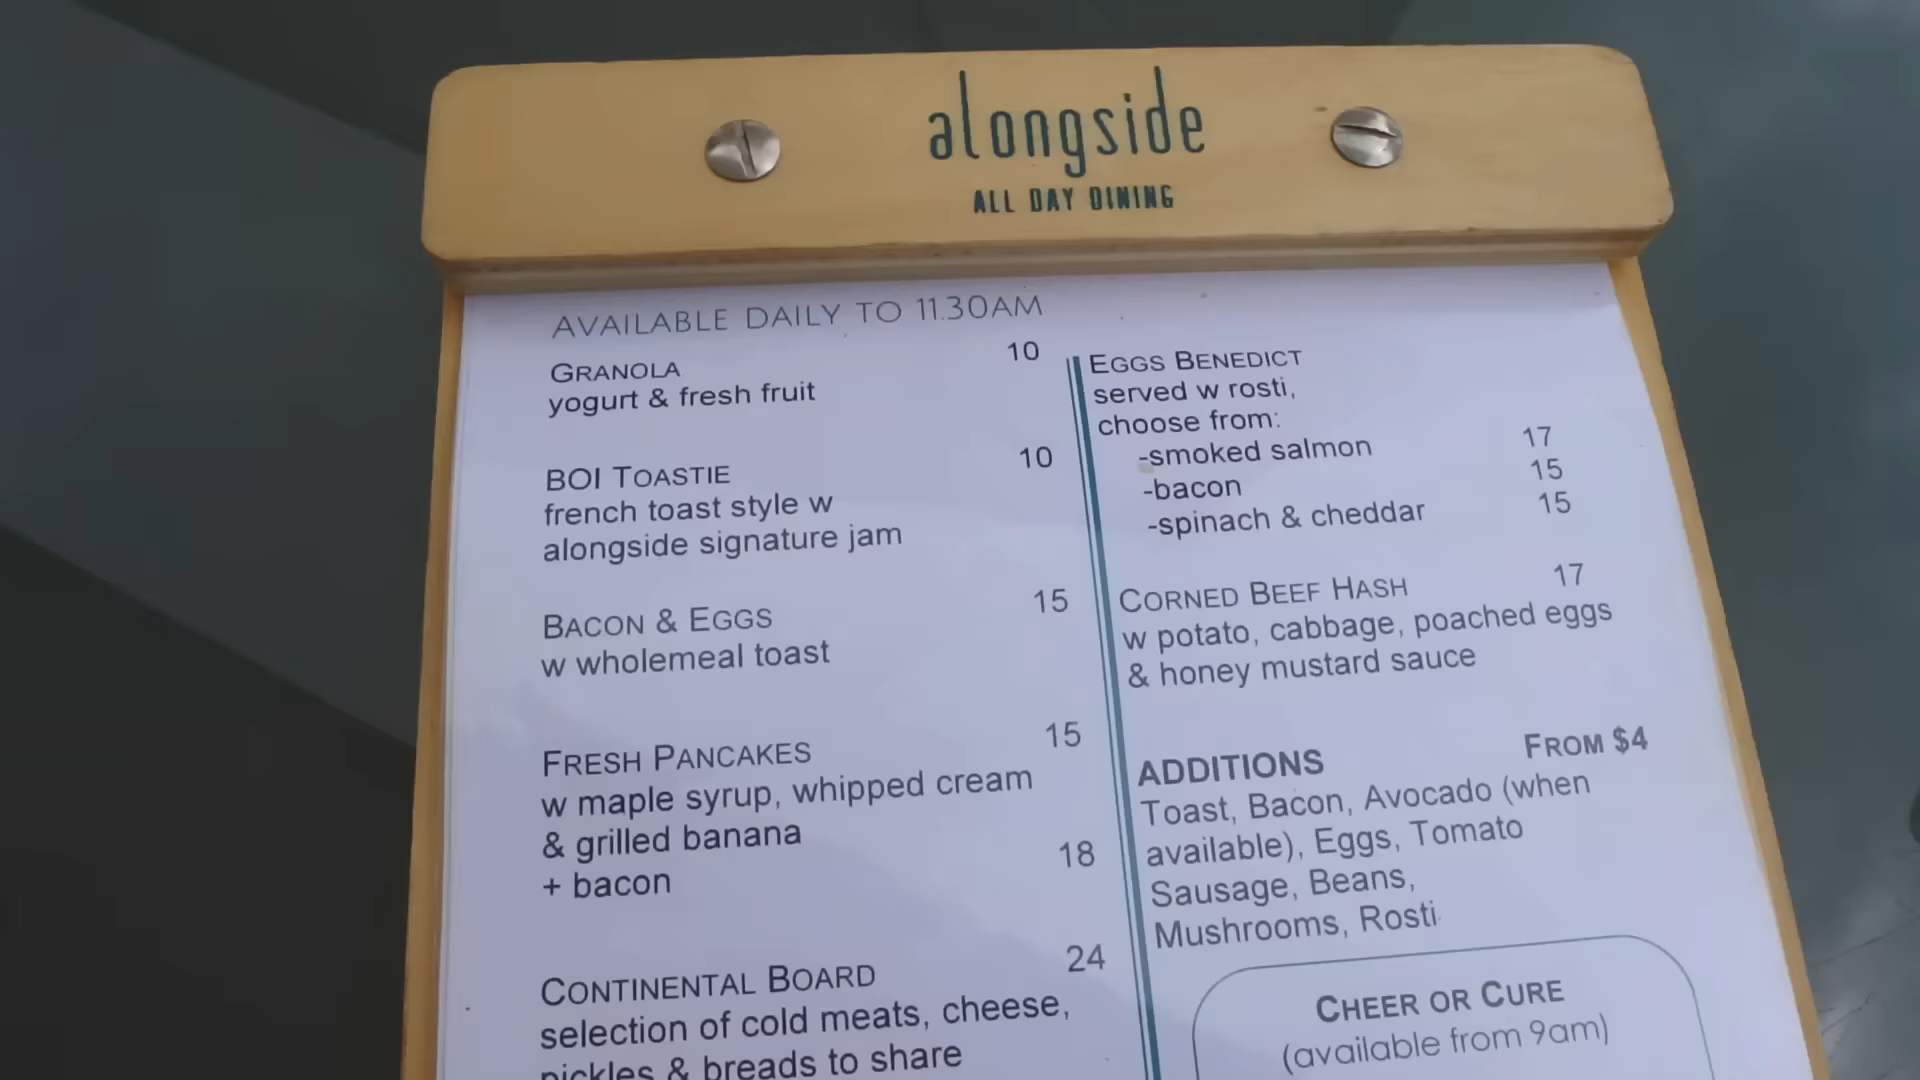 alongside
ALL DAY DINING
AVAILABLE DAILY TO 11.30AM
GRANOLA 10
yogurt & fresh fruit
BOI TOASTIE 10
french toast style w
alongside signature jam
BACON & EGGS 15
w wholemeal toast
FRESH PANCAKES 15
w maple syrup, whipped cream
& grilled banana
+ bacon 18
CONTINENTAL BOARD 24
selection of cold meats, cheese,
pickles & breads to share
EGGS BENEDICT
served w rosti,
choose from:
-smoked salmon 17
-bacon 15
-spinach & cheddar 15
CORNED BEEF HASH 17
w potato, cabbage, poached eggs
& honey mustard sauce
ADDITIONS FROM $4
Toast, Bacon, Avocado (when
available), Eggs, Tomato
Sausage, Beans,
Mushrooms, Rosti
CHEER OR CURE
(available from 9am)